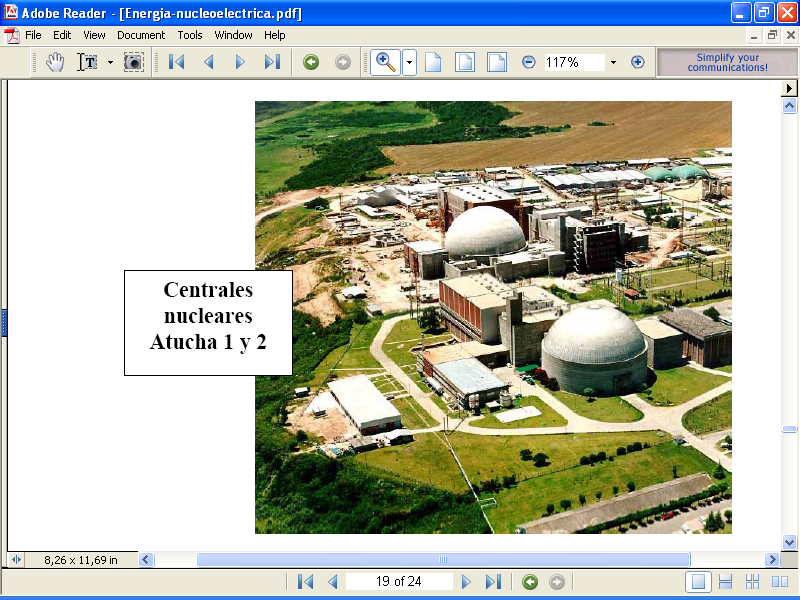 Adobe Reader - [Energia-nucleoelectrica.pdf]
File Edit View Document Tools Window Help
T 117% Simplify your
communications!
Centrales
nucleares
Atucha 1 y 2
8,26 x 11,69 in
19 of 24